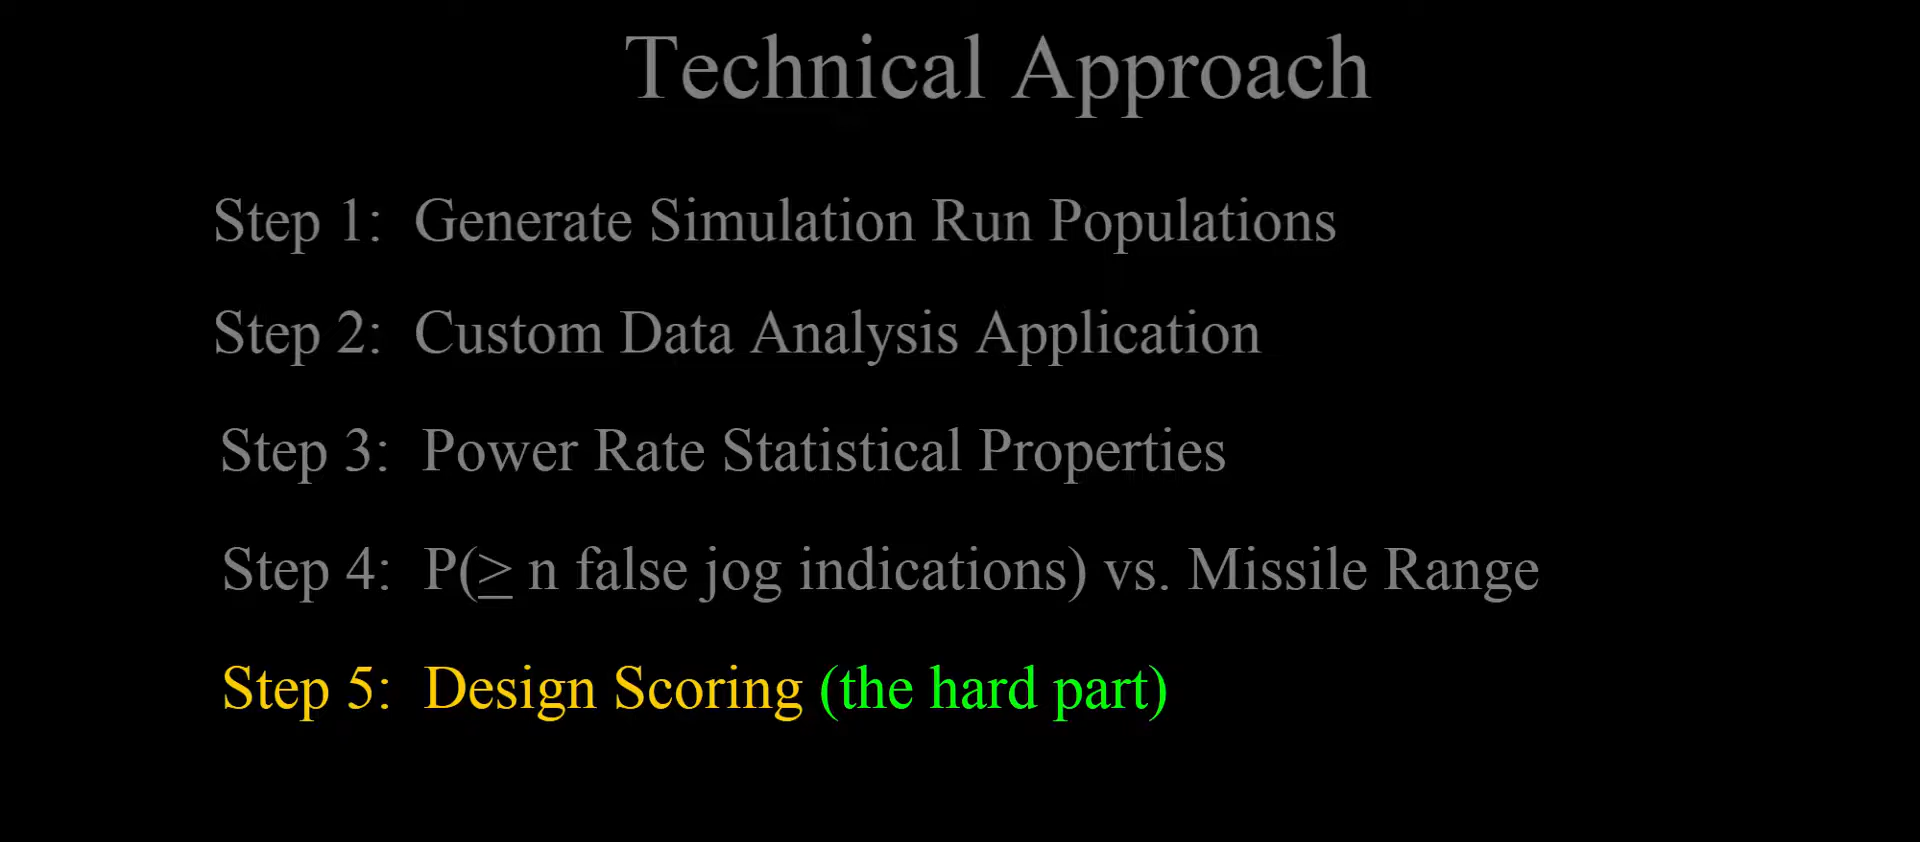 Technical Approach
Step 1: Generate Simulation Run Populations
Step 2: Custom Data Analysis Application
Step 3: Power Rate Statistical Properties
Step 4: P(≥ n false jog indications) vs. Missile Range
Step 5: Design Scoring (the hard part)